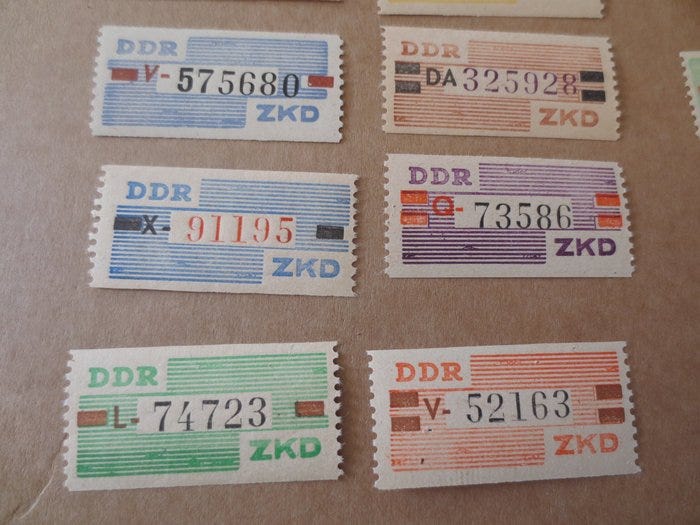 DDR
V- 575680
ZKD
DDR
DA 325928
ZKD
DDR
X- 91195
ZKD
DDR
Q- 73586
ZKD
DDR
L- 74723
ZKD
DDR
V- 52163
ZKD